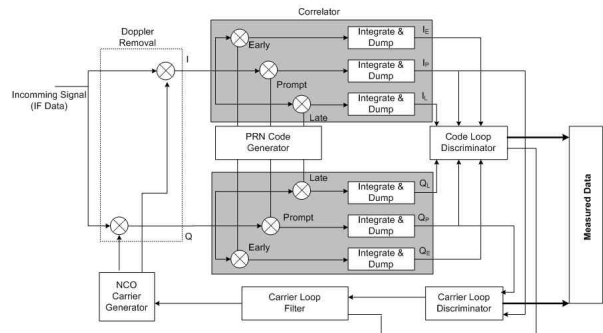 Doppler
Removal
Correlator
I
Early
Integrate &
Dump
I_E
Incomming Signal
(IF Data)
Prompt
Integrate &
Dump
I_P
Late
Integrate &
Dump
I_L
PRN Code
Generator
Code Loop
Discriminator
Measured Data
Late
Integrate &
Dump
Q_L
Q
Prompt
Integrate &
Dump
Q_P
Early
Integrate &
Dump
Q_E
NCO
Carrier
Generator
Carrier Loop
Filter
Carrier Loop
Discriminator